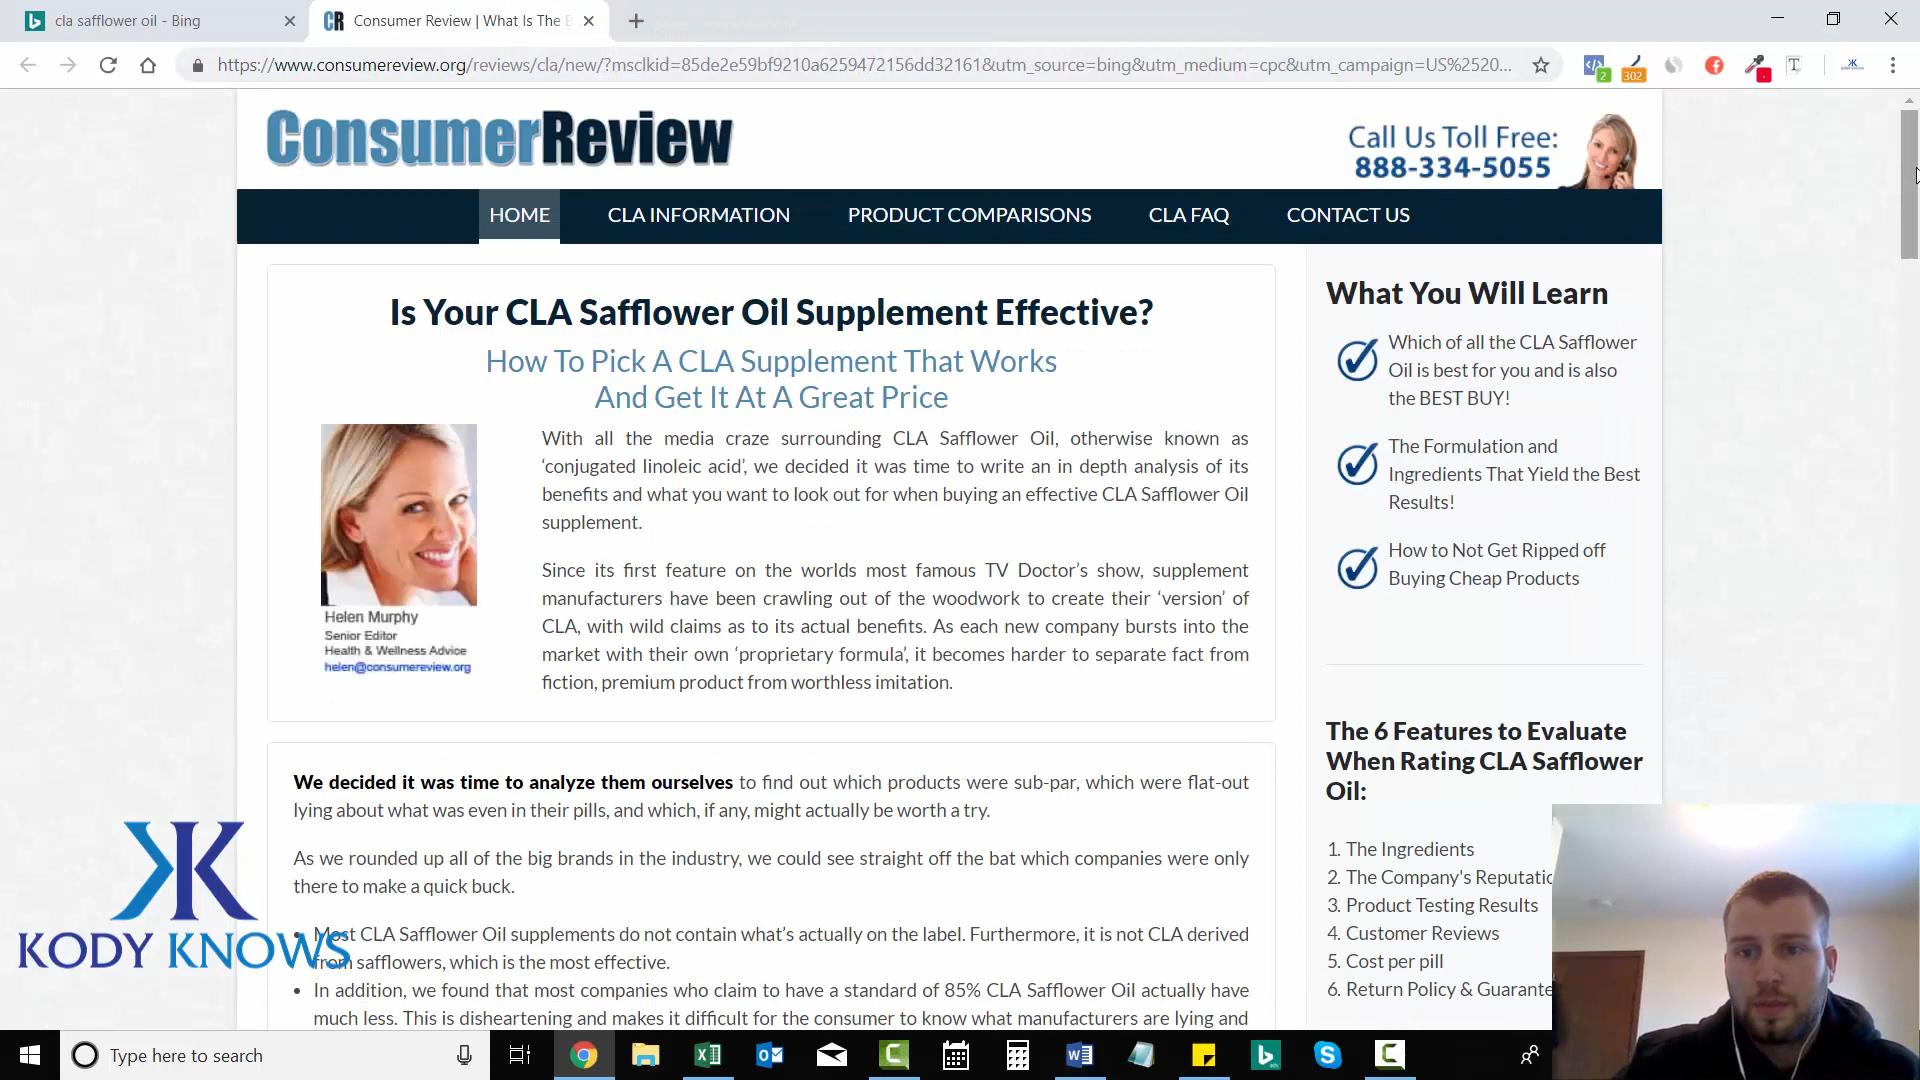 cla safflower oil - Bing
CR Consumer Review | What Is The B
https://www.consumereview.org/reviews/cla/new/?msclkid=85de2e59bf9210a6259472156dd32161&utm_source=bing&utm_medium=cpc&utm_campaign=US%2520...
2
302
ConsumerReview
Call Us Toll Free:
888-334-5055
HOME
CLA INFORMATION
PRODUCT COMPARISONS
CLA FAQ
CONTACT US
Is Your CLA Safflower Oil Supplement Effective?
How To Pick A CLA Supplement That Works
And Get It At A Great Price
With all the media craze surrounding CLA Safflower Oil, otherwise known as
‘conjugated linoleic acid’, we decided it was time to write an in depth analysis of its
benefits and what you want to look out for when buying an effective CLA Safflower Oil
supplement.
Since its first feature on the worlds most famous TV Doctor’s show, supplement
manufacturers have been crawling out of the woodwork to create their ‘version’ of
CLA, with wild claims as to its actual benefits. As each new company bursts into the
market with their own ‘proprietary formula’, it becomes harder to separate fact from
fiction, premium product from worthless imitation.
Helen Murphy
Senior Editor
Health & Wellness Advice
helen@consumereview.org
We decided it was time to analyze them ourselves to find out which products were sub-par, which were flat-out
lying about what was even in their pills, and which, if any, might actually be worth a try.
As we rounded up all of the big brands in the industry, we could see straight off the bat which companies were only
there to make a quick buck.
• Most CLA Safflower Oil supplements do not contain what’s actually on the label. Furthermore, it is not CLA derived
from safflowers, which is the most effective.
• In addition, we found that most companies who claim to have a standard of 85% CLA Safflower Oil actually have
much less. This is disheartening and makes it difficult for the consumer to know what manufacturers are lying and
What You Will Learn
Which of all the CLA Safflower
Oil is best for you and is also
the BEST BUY!
The Formulation and
Ingredients That Yield the Best
Results!
How to Not Get Ripped off
Buying Cheap Products
The 6 Features to Evaluate
When Rating CLA Safflower
Oil:
1. The Ingredients
2. The Company's Reputatio
3. Product Testing Results
4. Customer Reviews
5. Cost per pill
6. Return Policy & Guarante
KODY KNOWS
Type here to search